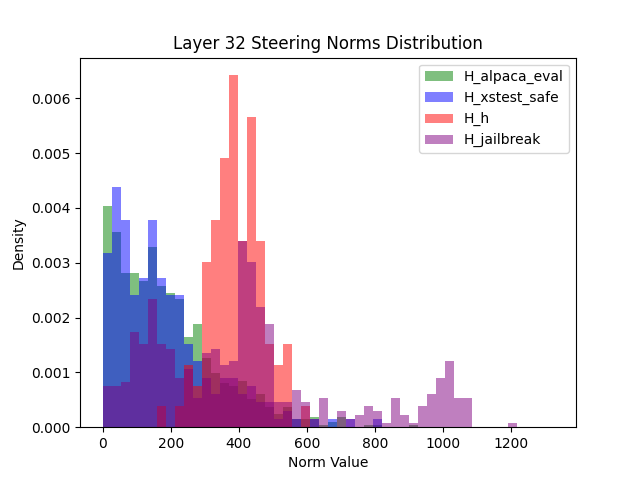 Layer 32 Steering Norms Distribution
H_alpaca_eval
H_xstest_safe
H_h
H_jailbreak
Density
0.006
0.005
0.004
0.003
0.002
0.001
0.000
0 200 400 600 800 1000 1200
Norm Value